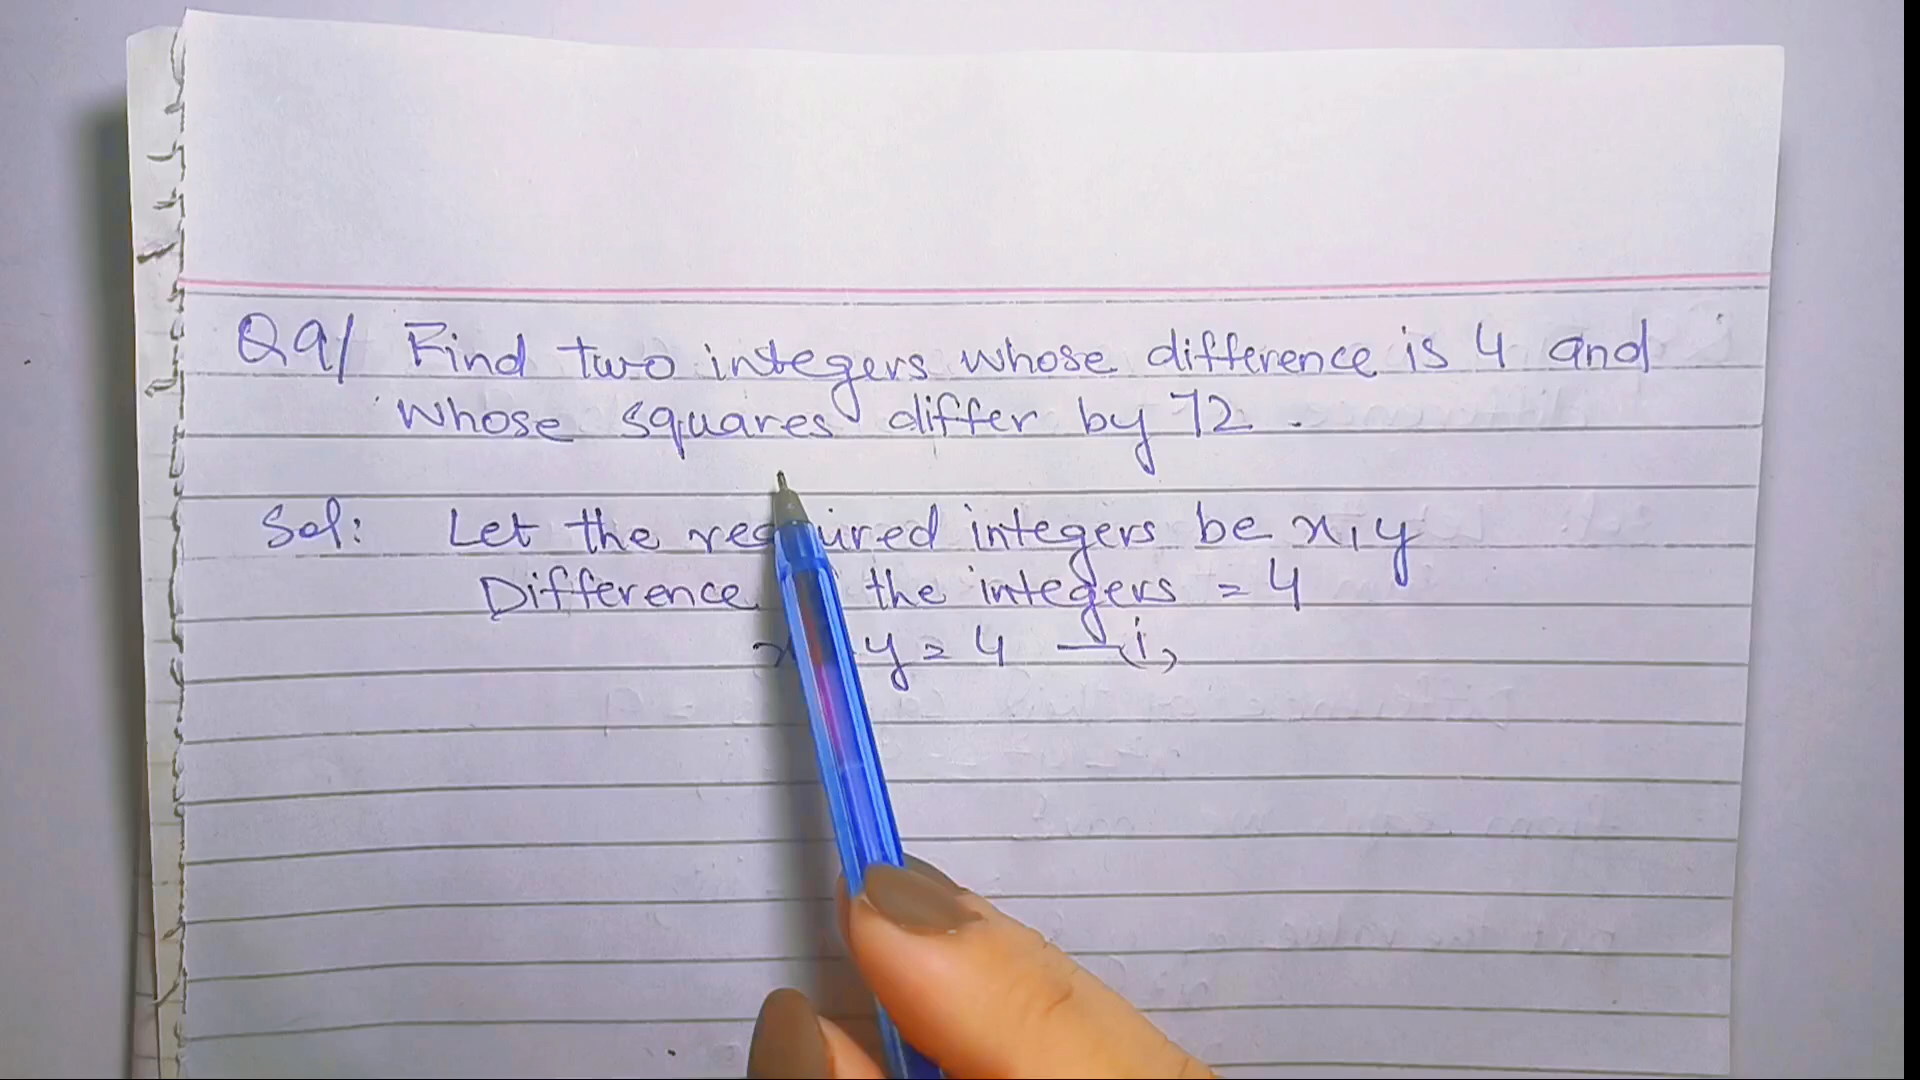 Q9/ Find two integers whose difference is 4 and
whose squares differ by 72.
Sol: Let the required integers be x, y
Difference the integers = 4
x y = 4 —(i)